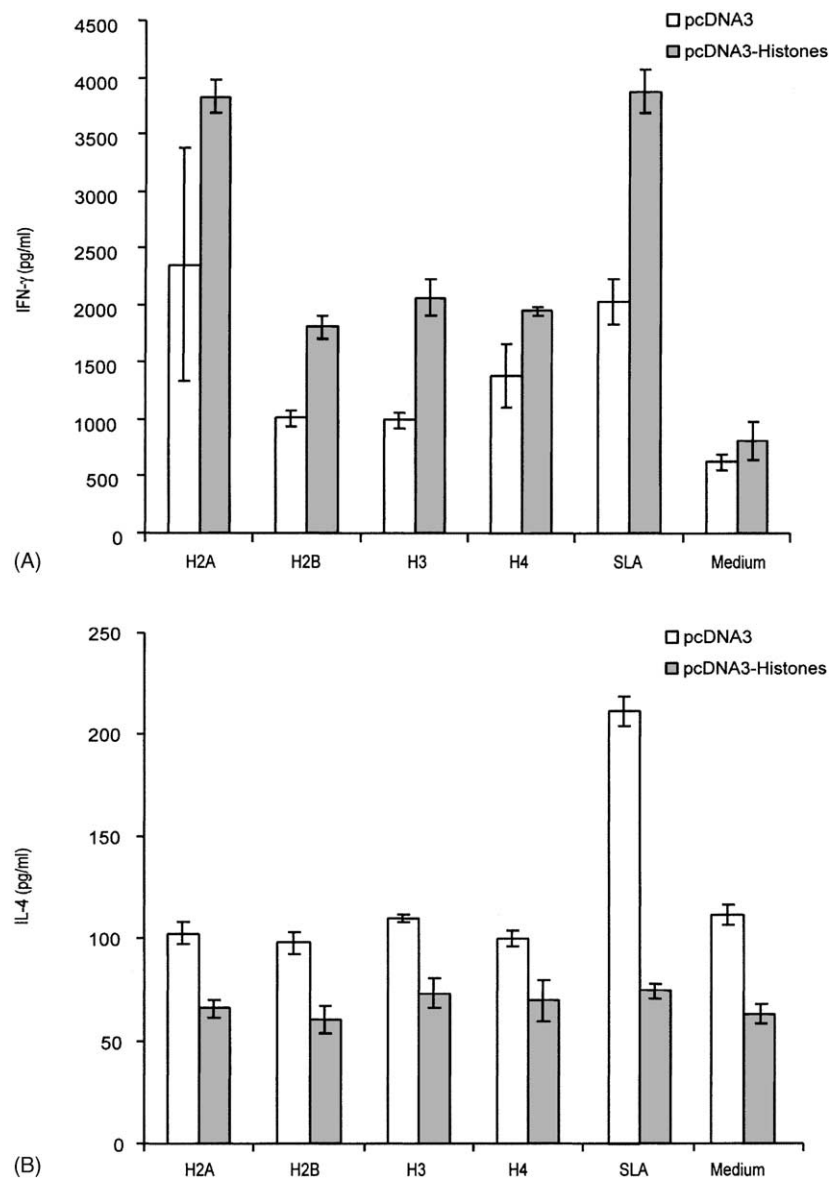 pcDNA3
pcDNA3-Histones
4500
4000
3500
3000
2500
2000
1500
1000
500
0
IFN-γ (pg/ml)
H2A H2B H3 H4 SLA Medium
(A)
pcDNA3
pcDNA3-Histones
250
200
150
100
50
0
IL-4 (pg/ml)
H2A H2B H3 H4 SLA Medium
(B)